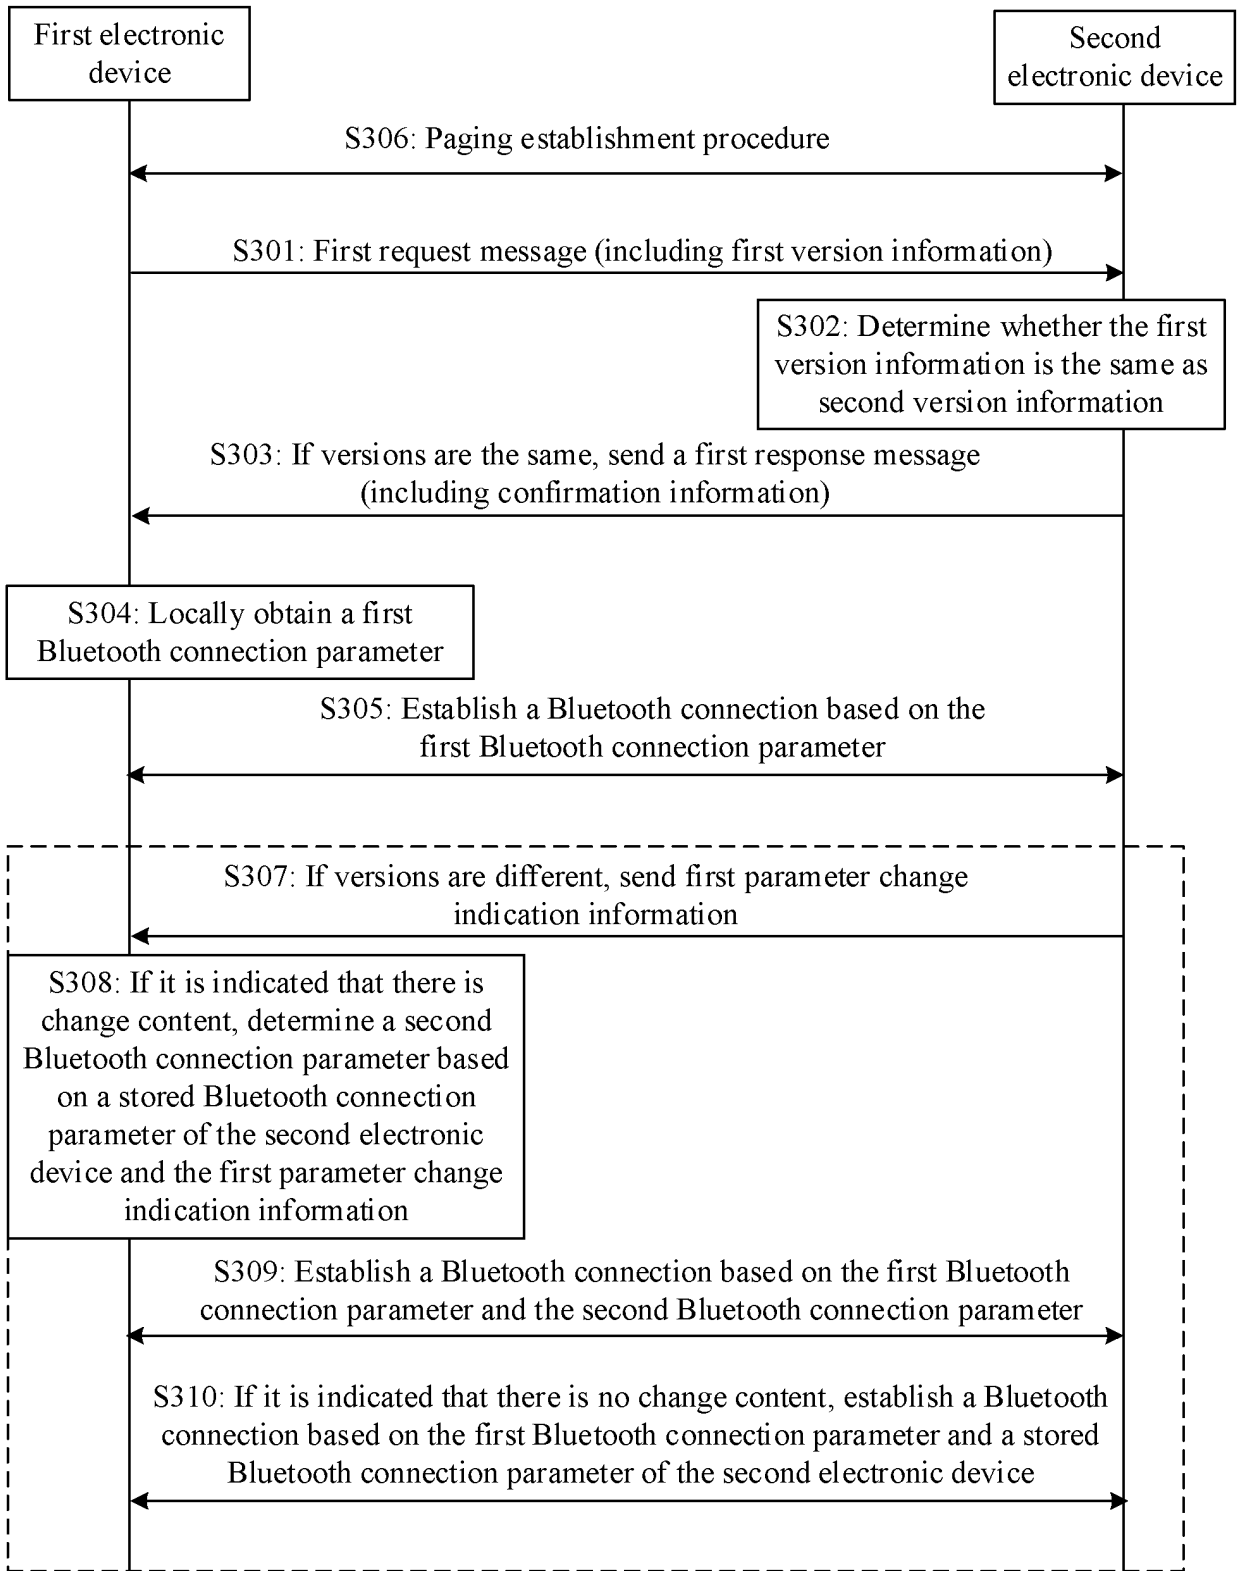 First electronic
device
Second
electronic device
S306: Paging establishment procedure
S301: First request message (including first version information)
S302: Determine whether the first
version information is the same as
second version information
S303: If versions are the same, send a first response message
(including confirmation information)
S304: Locally obtain a first
Bluetooth connection parameter
S305: Establish a Bluetooth connection based on the
first Bluetooth connection parameter
S307: If versions are different, send first parameter change
indication information
S308: If it is indicated that there is
change content, determine a second
Bluetooth connection parameter based
on a stored Bluetooth connection
parameter of the second electronic
device and the first parameter change
indication information
S309: Establish a Bluetooth connection based on the first Bluetooth
connection parameter and the second Bluetooth connection parameter
S310: If it is indicated that there is no change content, establish a Bluetooth
connection based on the first Bluetooth connection parameter and a stored
Bluetooth connection parameter of the second electronic device